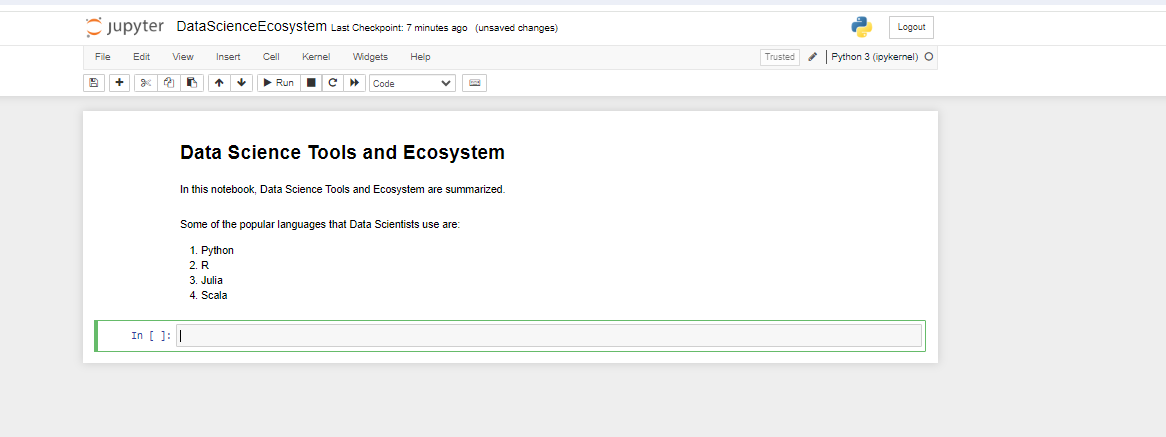 jupyter DataScienceEcosystem Last Checkpoint: 7 minutes ago (unsaved changes) Logout
File Edit View Insert Cell Kernel Widgets Help Trusted Python 3 (ipykernel)
Run Code
Data Science Tools and Ecosystem
In this notebook, Data Science Tools and Ecosystem are summarized.
Some of the popular languages that Data Scientists use are:
1. Python
2. R
3. Julia
4. Scala
In [ ]: